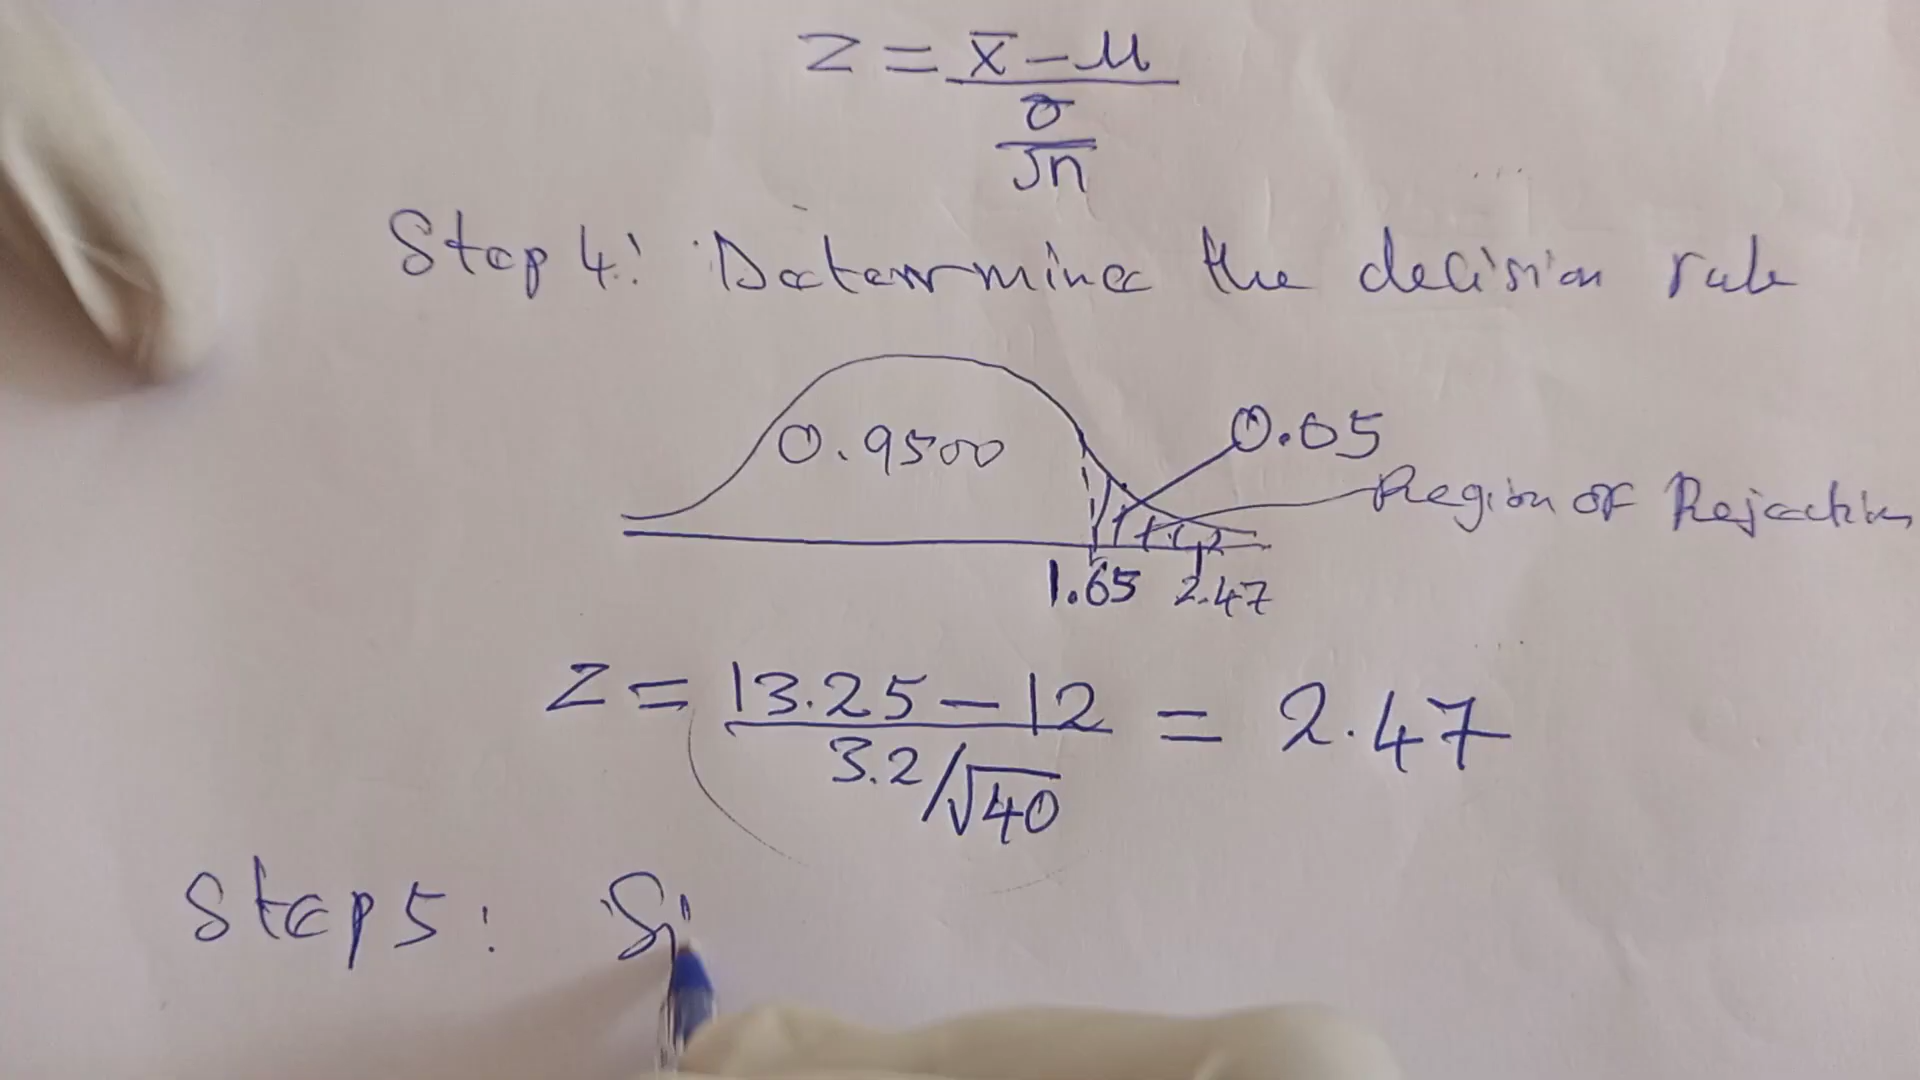 Z = x̄ - μ
σ
√n
Step 4: Determine the decision rule
0.9500
0.05
Region of Rejection
1.65 2.47
Z = 13.25 - 12 = 2.47
3.2/√40
Step 5: Si